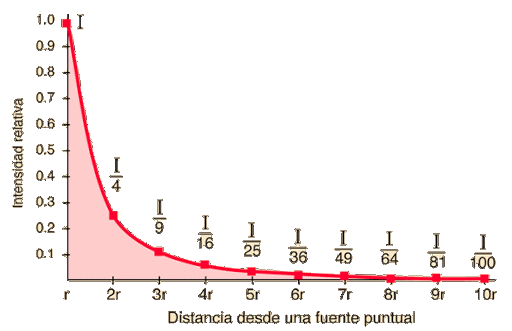 1.0
I
0.9
0.8
0.7
0.6
0.5
0.4
0.3
0.2
0.1
Intensidad relativa
I/4
I/9
I/16
I/25
I/36
I/49
I/64
I/81
I/100
r 2r 3r 4r 5r 6r 7r 8r 9r 10r
Distancia desde una fuente puntual